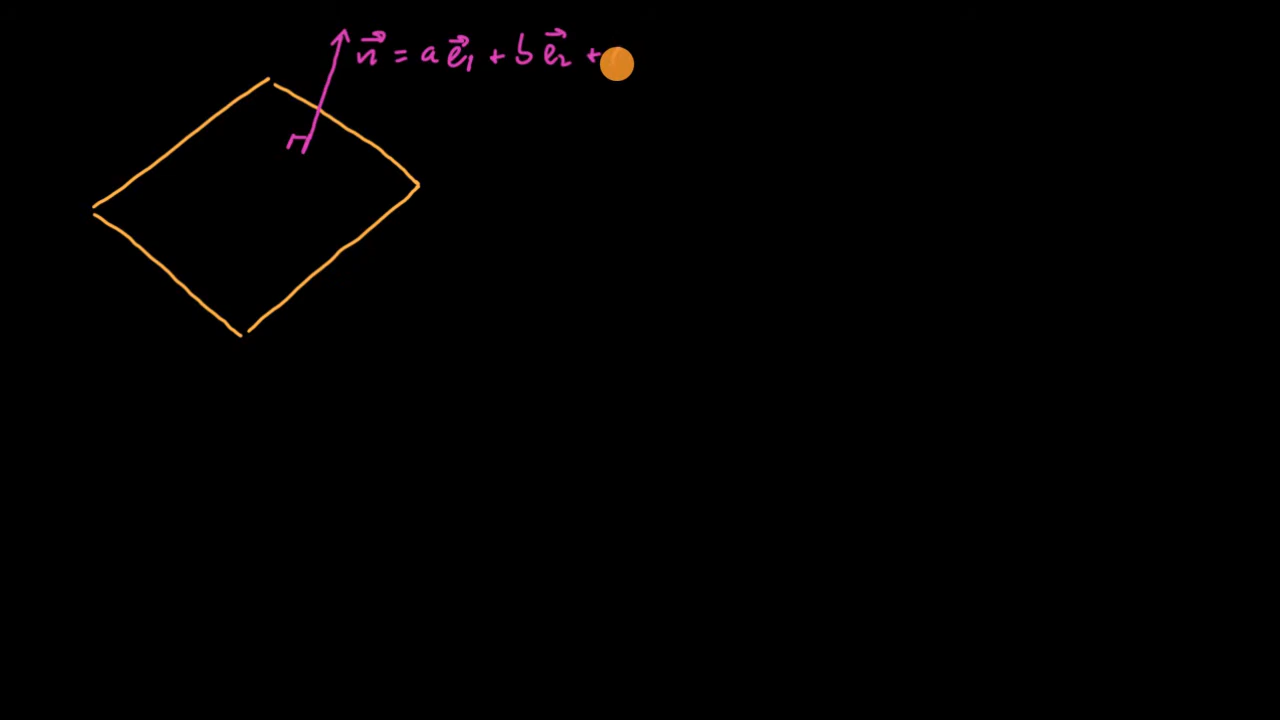 n⃗ = a e⃗₁ + b e⃗₂ +